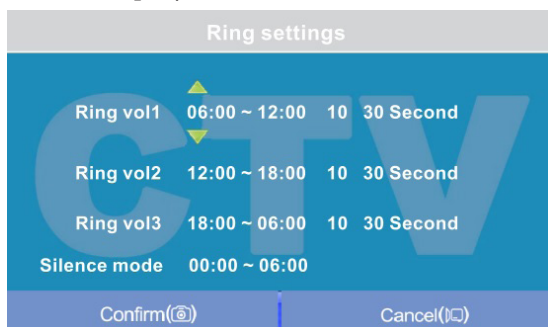 Ring settings
CTV
Ring vol1 06:00 ~ 12:00 10 30 Second
Ring vol2 12:00 ~ 18:00 10 30 Second
Ring vol3 18:00 ~ 06:00 10 30 Second
Silence mode 00:00 ~ 06:00
Confirm() Cancel()